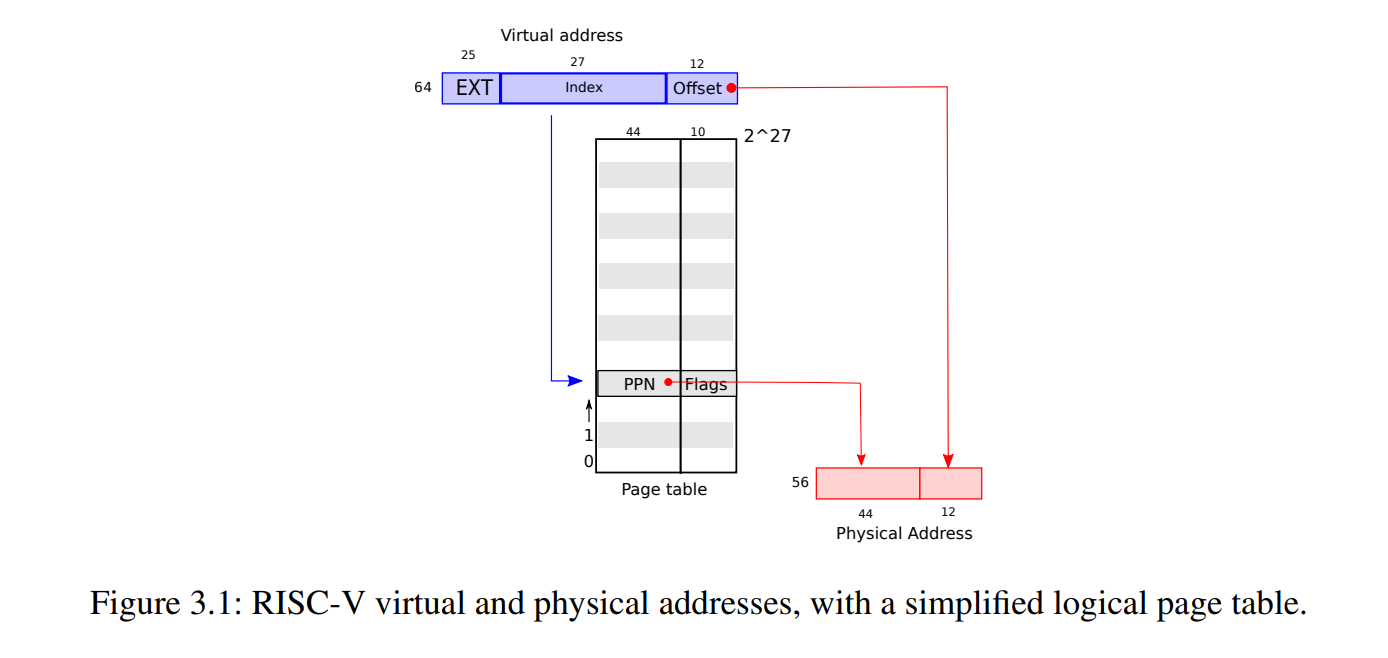 Virtual address
25 27 12
64 EXT Index Offset
44 10 2^27
PPN Flags
1
0
56
Page table
44 12
Physical Address
Figure 3.1: RISC-V virtual and physical addresses, with a simplified logical page table.